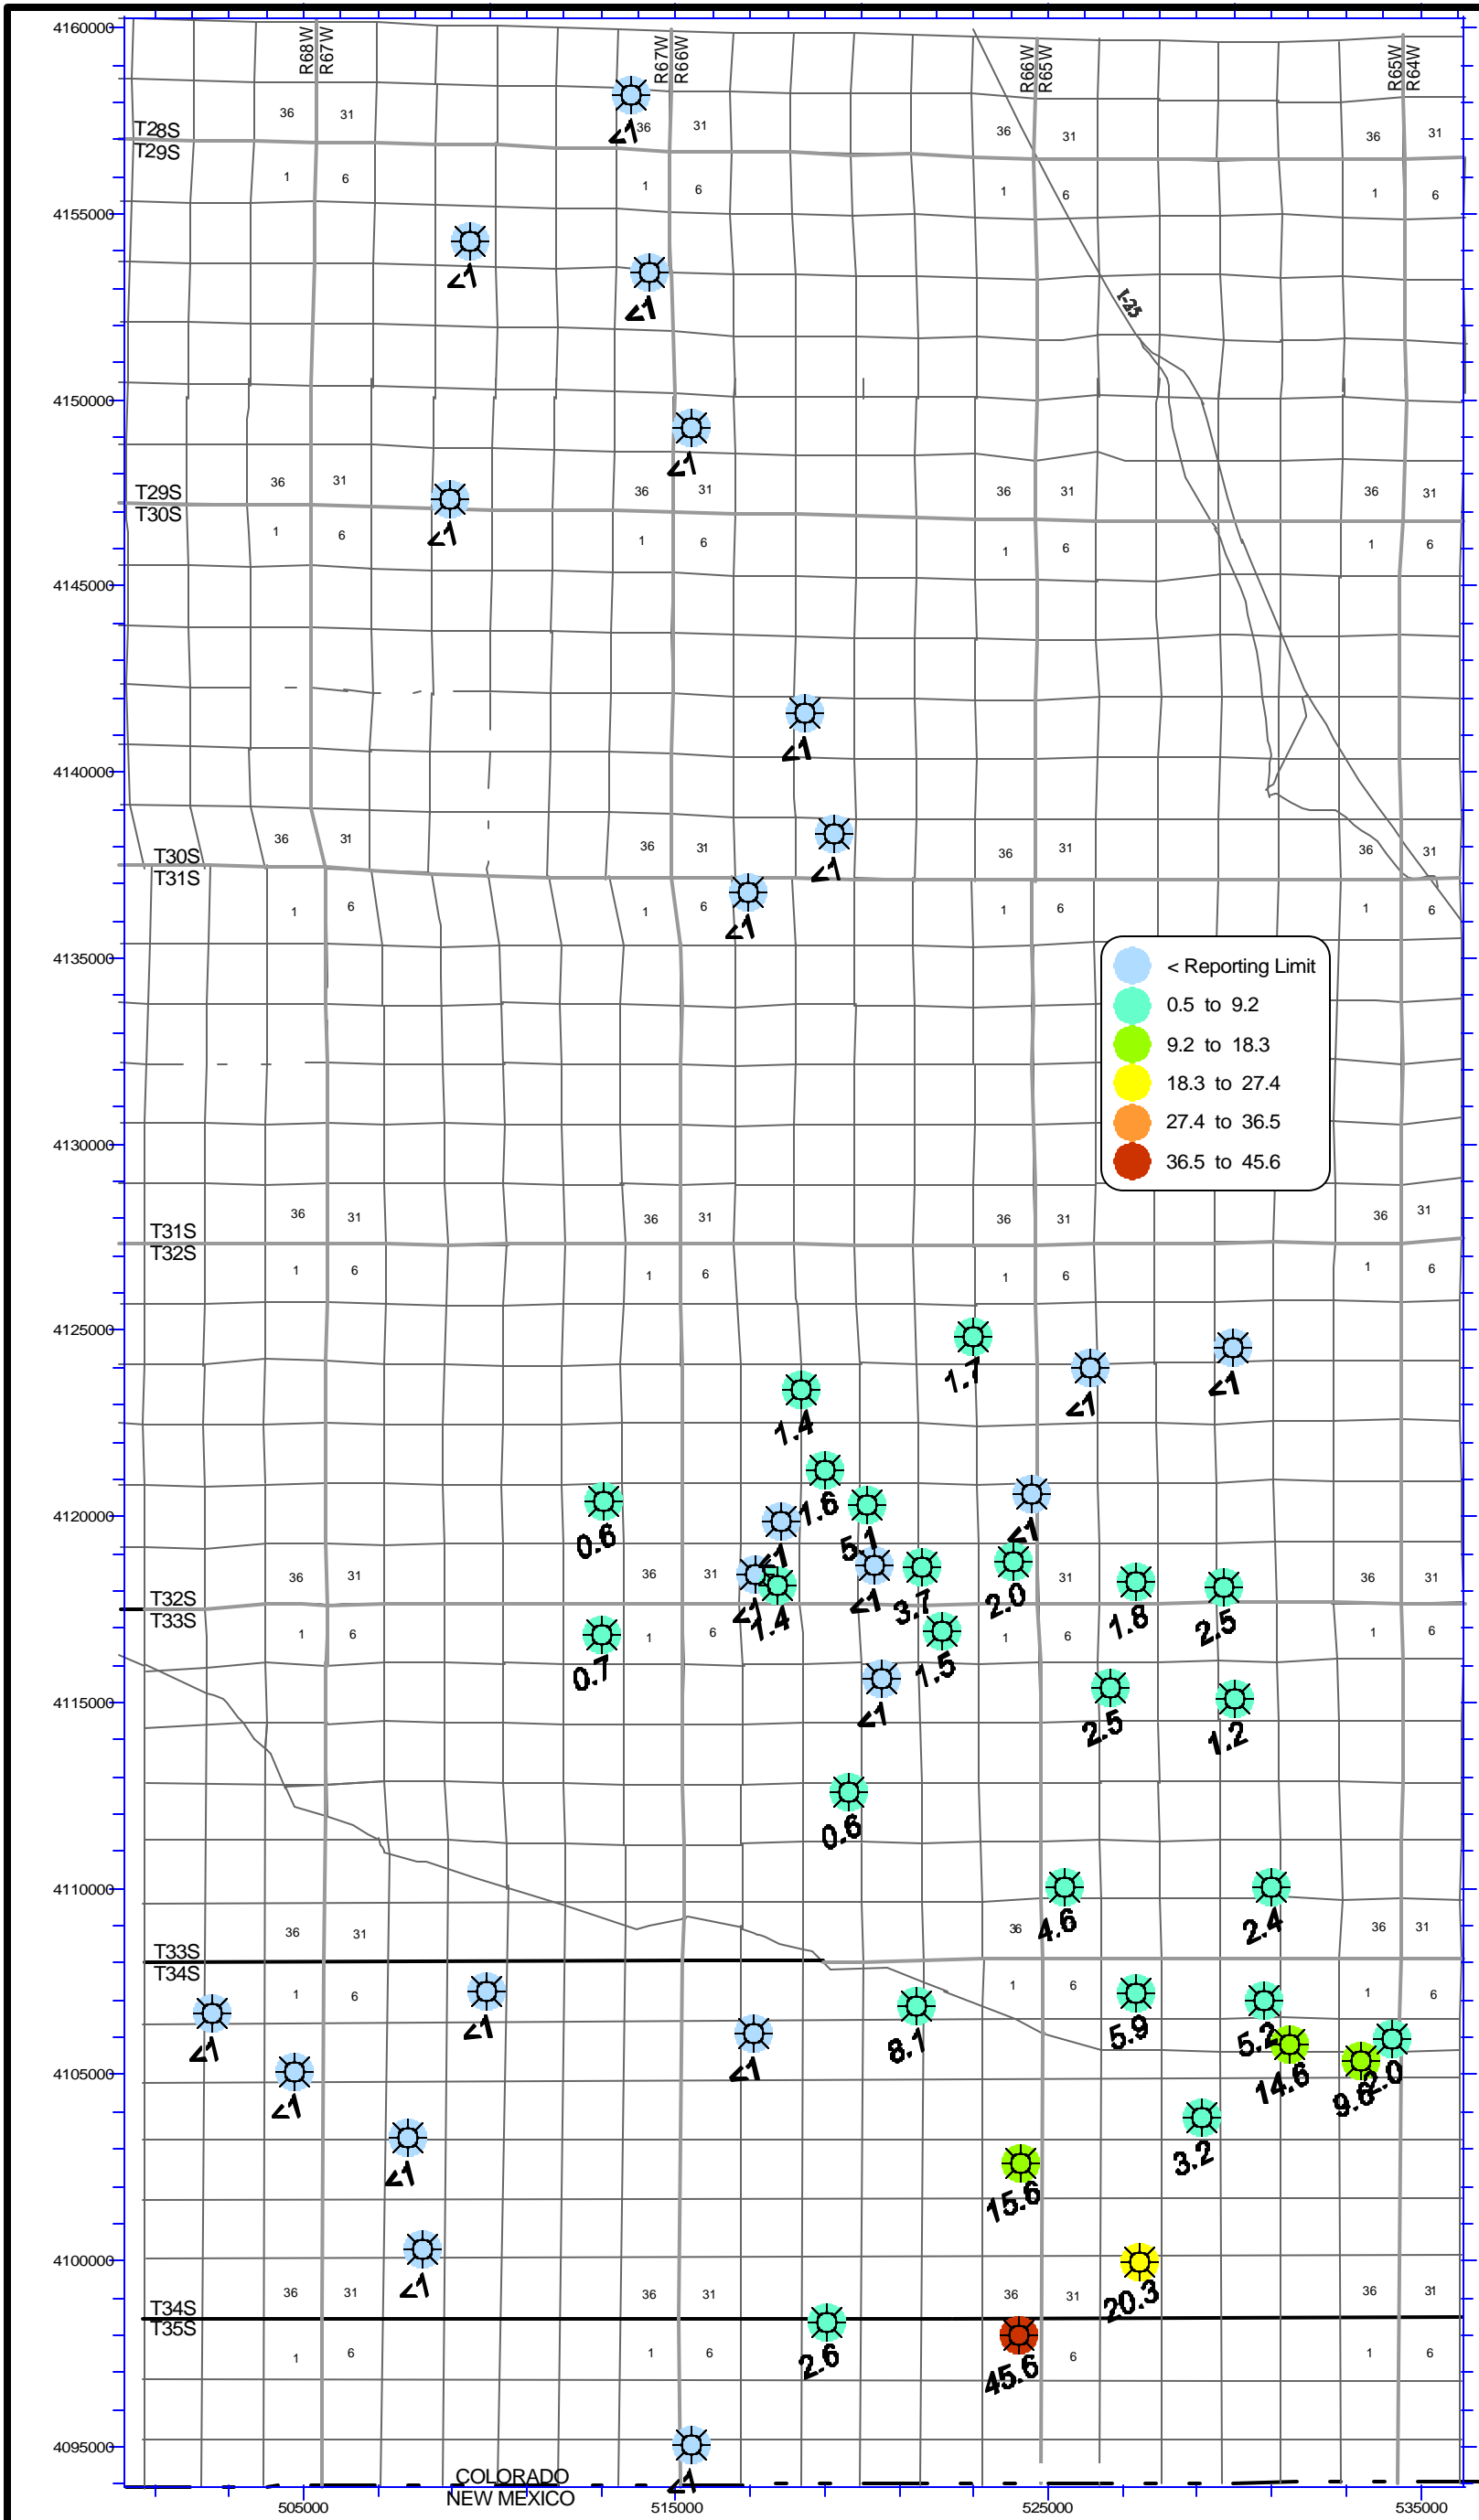 4160000
R68W
R67W
R67W
R66W
R66W
R65W
R65W
R64W
36 31 36 31 36 31 36 31
<1
T28S
T29S
1 6 1 6 1 6 1 6
4155000
<1
<1
I-25
4150000
<1
36 31 36 31 36 31 36 31
T29S
T30S
<1
1 6 1 6 1 6 1 6
4145000
<1
4140000
36 31 36 31 36 31 36 31
<1
T30S
T31S
1 6 1 6 1 6 1 6
<1
4135000
< Reporting Limit
0.5 to 9.2
9.2 to 18.3
18.3 to 27.4
27.4 to 36.5
36.5 to 45.6
4130000
36 31 36 31 36 31 36 31
T31S
T32S
1 6 1 6 1 6 1 6
4125000
1.7 <1 <1
1.4
1.6
4120000
0.6 <1 5.1 <1
36 31 36 31 31 36 31
<1 1.4 <1 3.7 2.0 1.8 2.5
T32S
T33S
1 6 1 6 1 6 1 6
0.7 1.5
4115000
<1 2.5 1.2
0.6
4110000
4.6 2.4
36 31 36 36 31
T33S
T34S
1 6 1 6 1 6
<1 <1 <1 8.1 5.9 5.2
4105000
<1 14.6 9.6 2.0
<1 3.2
15.6
4100000
<1 20.3
36 31 36 31 36 31 36 31
T34S
T35S
2.6 45.6
1 6 1 6 6 1 6
4095000
<1
COLORADO
NEW MEXICO
505000 515000 525000 535000